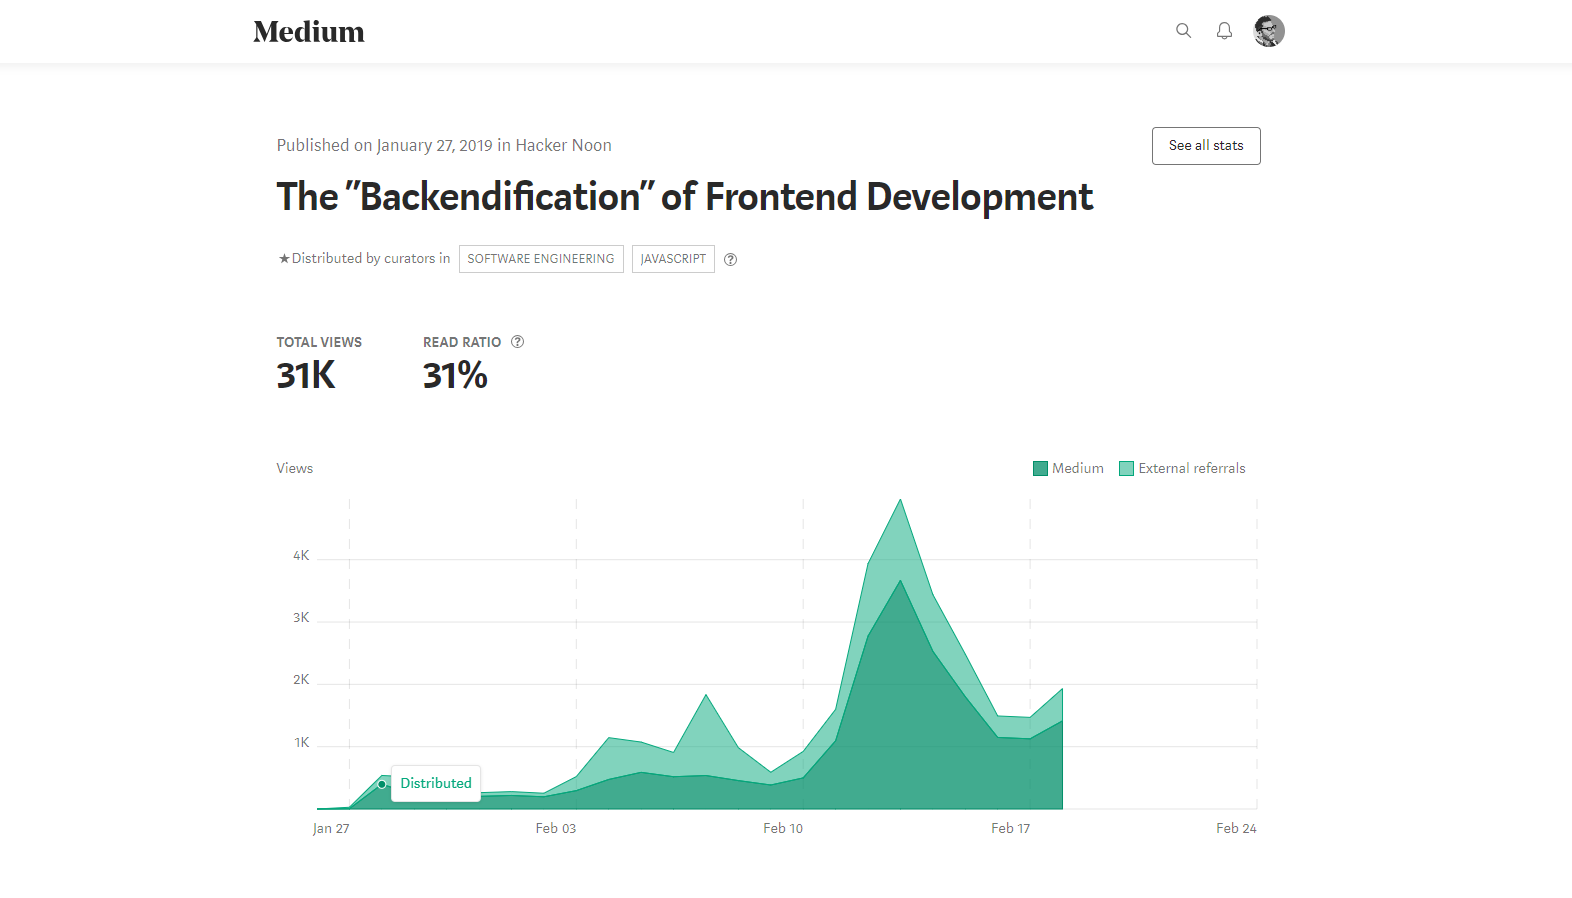 Medium
Published on January 27, 2019 in Hacker Noon
See all stats
The "Backendification" of Frontend Development
★Distributed by curators in SOFTWARE ENGINEERING JAVASCRIPT ?
TOTAL VIEWS
31K
READ RATIO ?
31%
Views
Medium
External referrals
4K
3K
2K
1K
Distributed
Jan 27
Feb 03
Feb 10
Feb 17
Feb 24